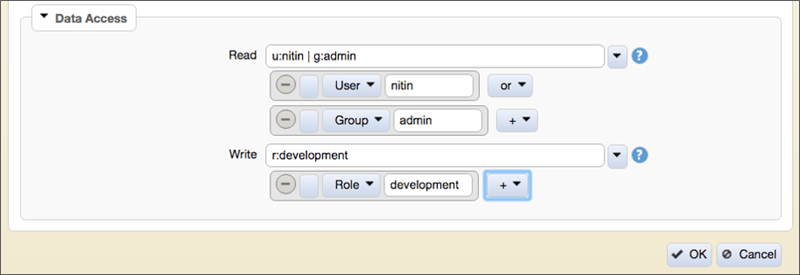 Data Access
Read u:nitin | g:admin
User nitin or
Group admin +
Write r:development
Role development +
OK Cancel